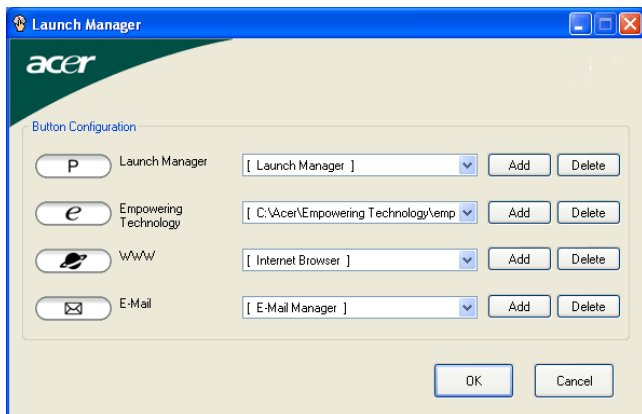 Launch Manager
acer
Button Configuration
P
Launch Manager
[ Launch Manager ]
Add
Delete
e
Empowering
Technology
[ C:\Acer\Empowering Technology\emp
Add
Delete
WWW
[ Internet Browser ]
Add
Delete
E-Mail
[ E-Mail Manager ]
Add
Delete
OK
Cancel